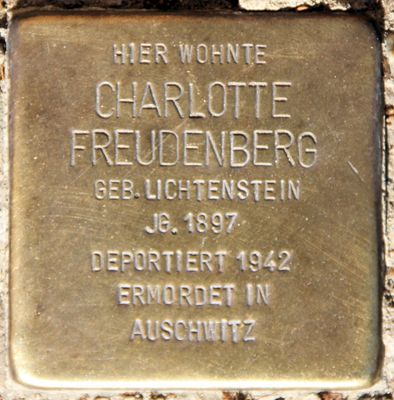 HIER WOHNTE
CHARLOTTE
FREUDENBERG
GEB. LICHTENSTEIN
JG. 1897
DEPORTIERT 1942
ERMORDET IN
AUSCHWITZ